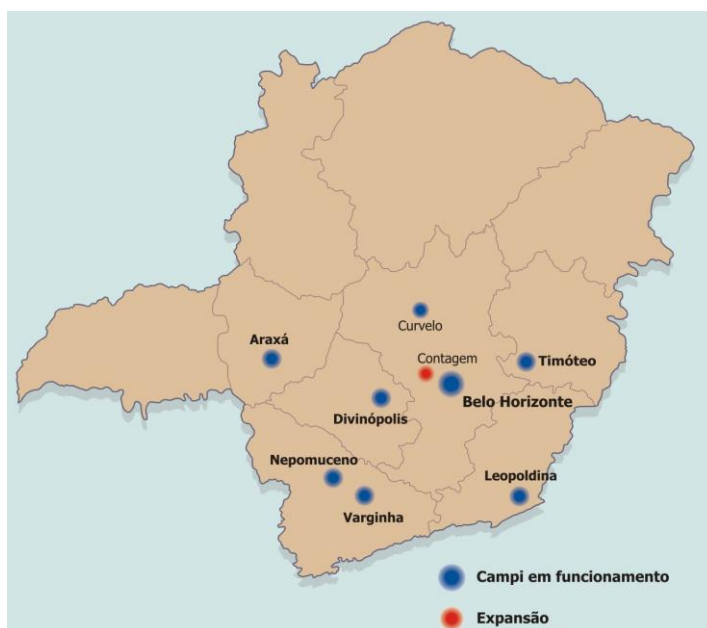 Curvelo
Araxá
Contagem
Timóteo
Belo Horizonte
Divinópolis
Nepomuceno
Leopoldina
Varginha
Campi em funcionamento
Expansão